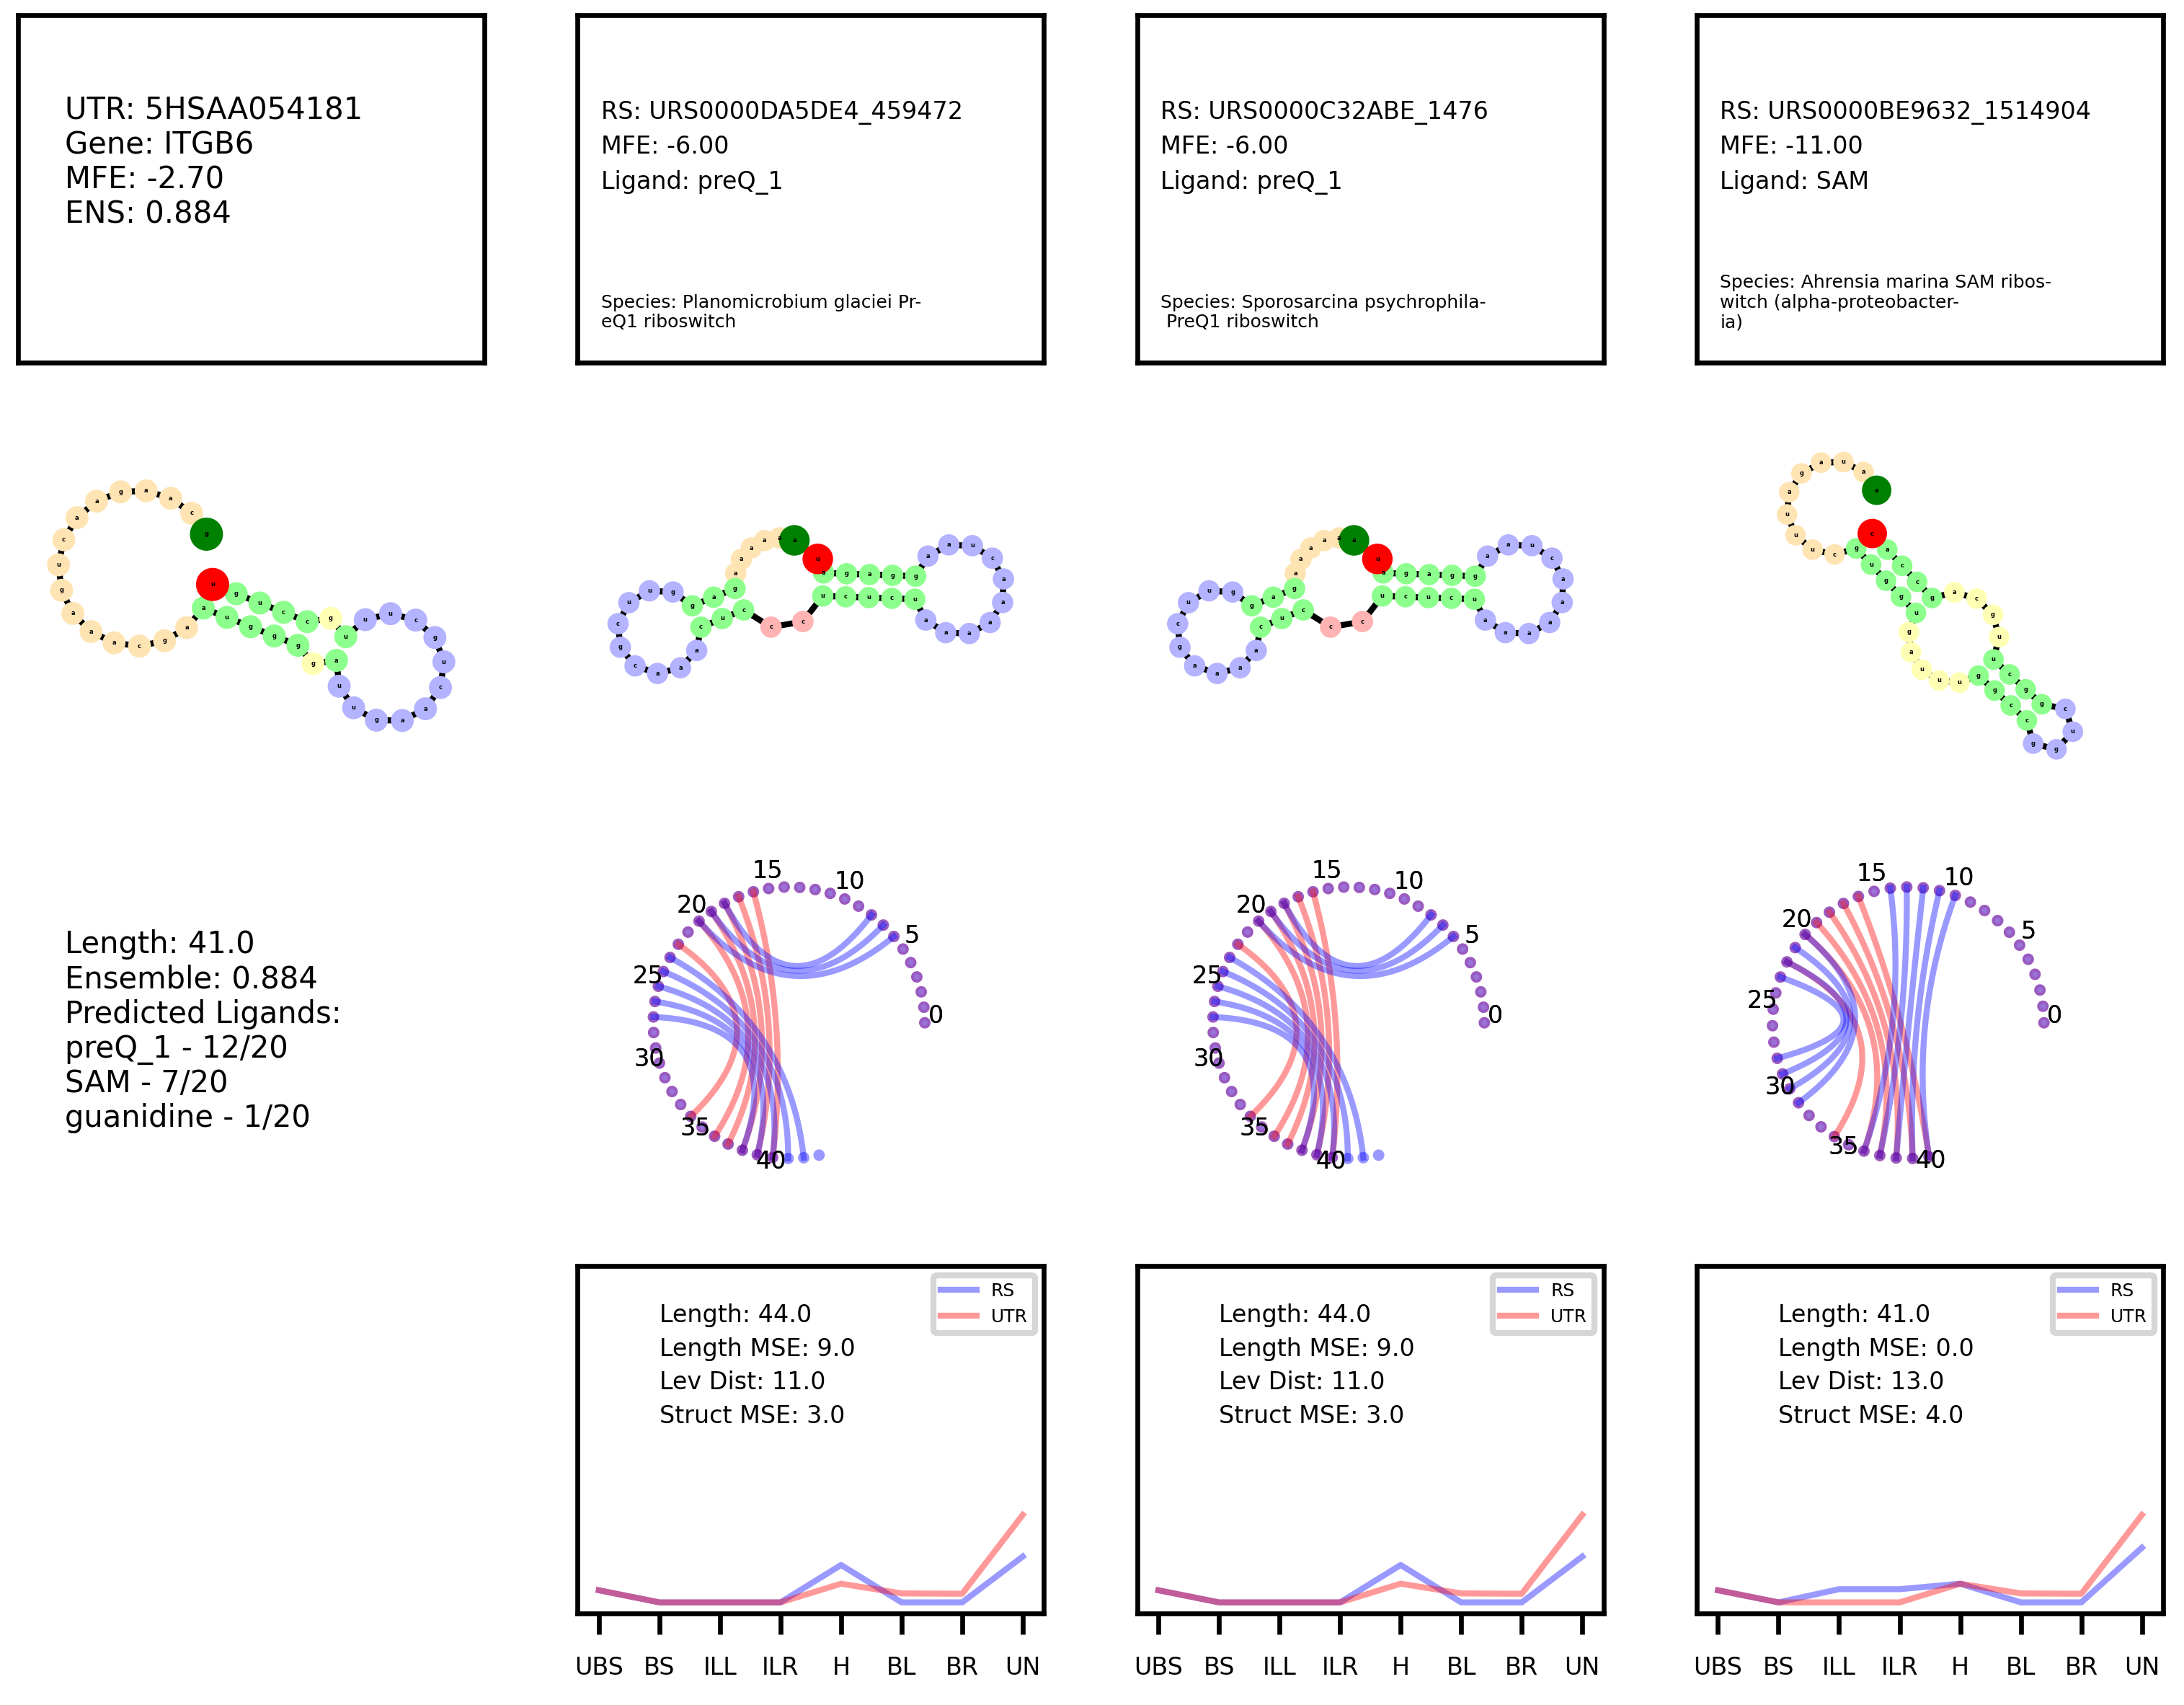 UTR: 5HSAA054181
Gene: ITGB6
MFE: -2.70
ENS: 0.884
RS: URS0000DA5DE4_459472
MFE: -6.00
Ligand: preQ_1
Species: Planomicrobium glaciei Pr-
eQ1 riboswitch
RS: URS0000C32ABE_1476
MFE: -6.00
Ligand: preQ_1
Species: Sporosarcina psychrophila-
PreQ1 riboswitch
RS: URS0000BE9632_1514904
MFE: -11.00
Ligand: SAM
Species: Ahrensia marina SAM ribos-
witch (alpha-proteobacter-
ia)
Length: 41.0
Ensemble: 0.884
Predicted Ligands:
preQ_1 - 12/20
SAM - 7/20
guanidine - 1/20
0
5
10
15
20
25
30
35
40
0
5
10
15
20
25
30
35
40
0
5
10
15
20
25
30
35
40
RS
UTR
Length: 44.0
Length MSE: 9.0
Lev Dist: 11.0
Struct MSE: 3.0
UBS BS ILL ILR H BL BR UN
RS
UTR
Length: 44.0
Length MSE: 9.0
Lev Dist: 11.0
Struct MSE: 3.0
UBS BS ILL ILR H BL BR UN
RS
UTR
Length: 41.0
Length MSE: 0.0
Lev Dist: 13.0
Struct MSE: 4.0
UBS BS ILL ILR H BL BR UN